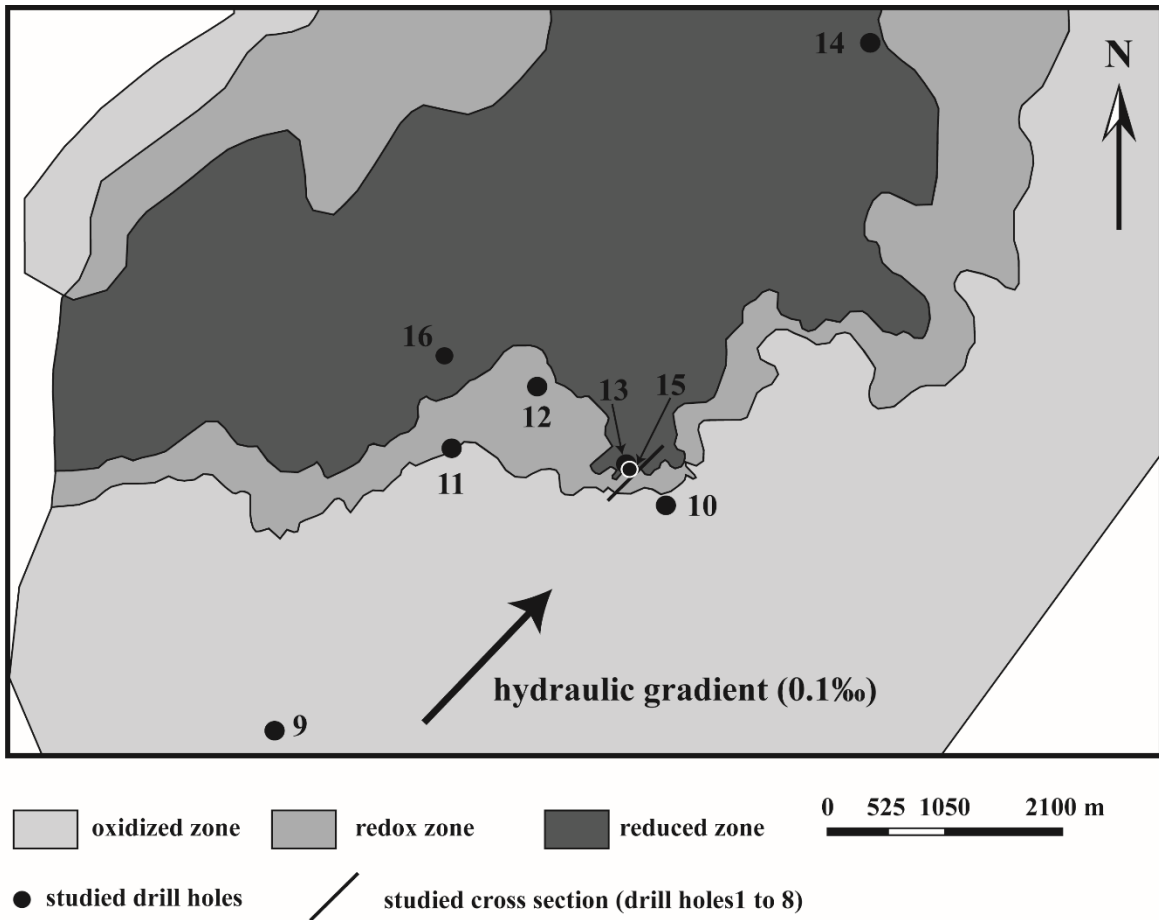 14
N
16
13
15
12
11
10
hydraulic gradient (0.1‰)
9
0 525 1050 2100 m
oxidized zone
redox zone
reduced zone
studied drill holes
studied cross section (drill holes1 to 8)